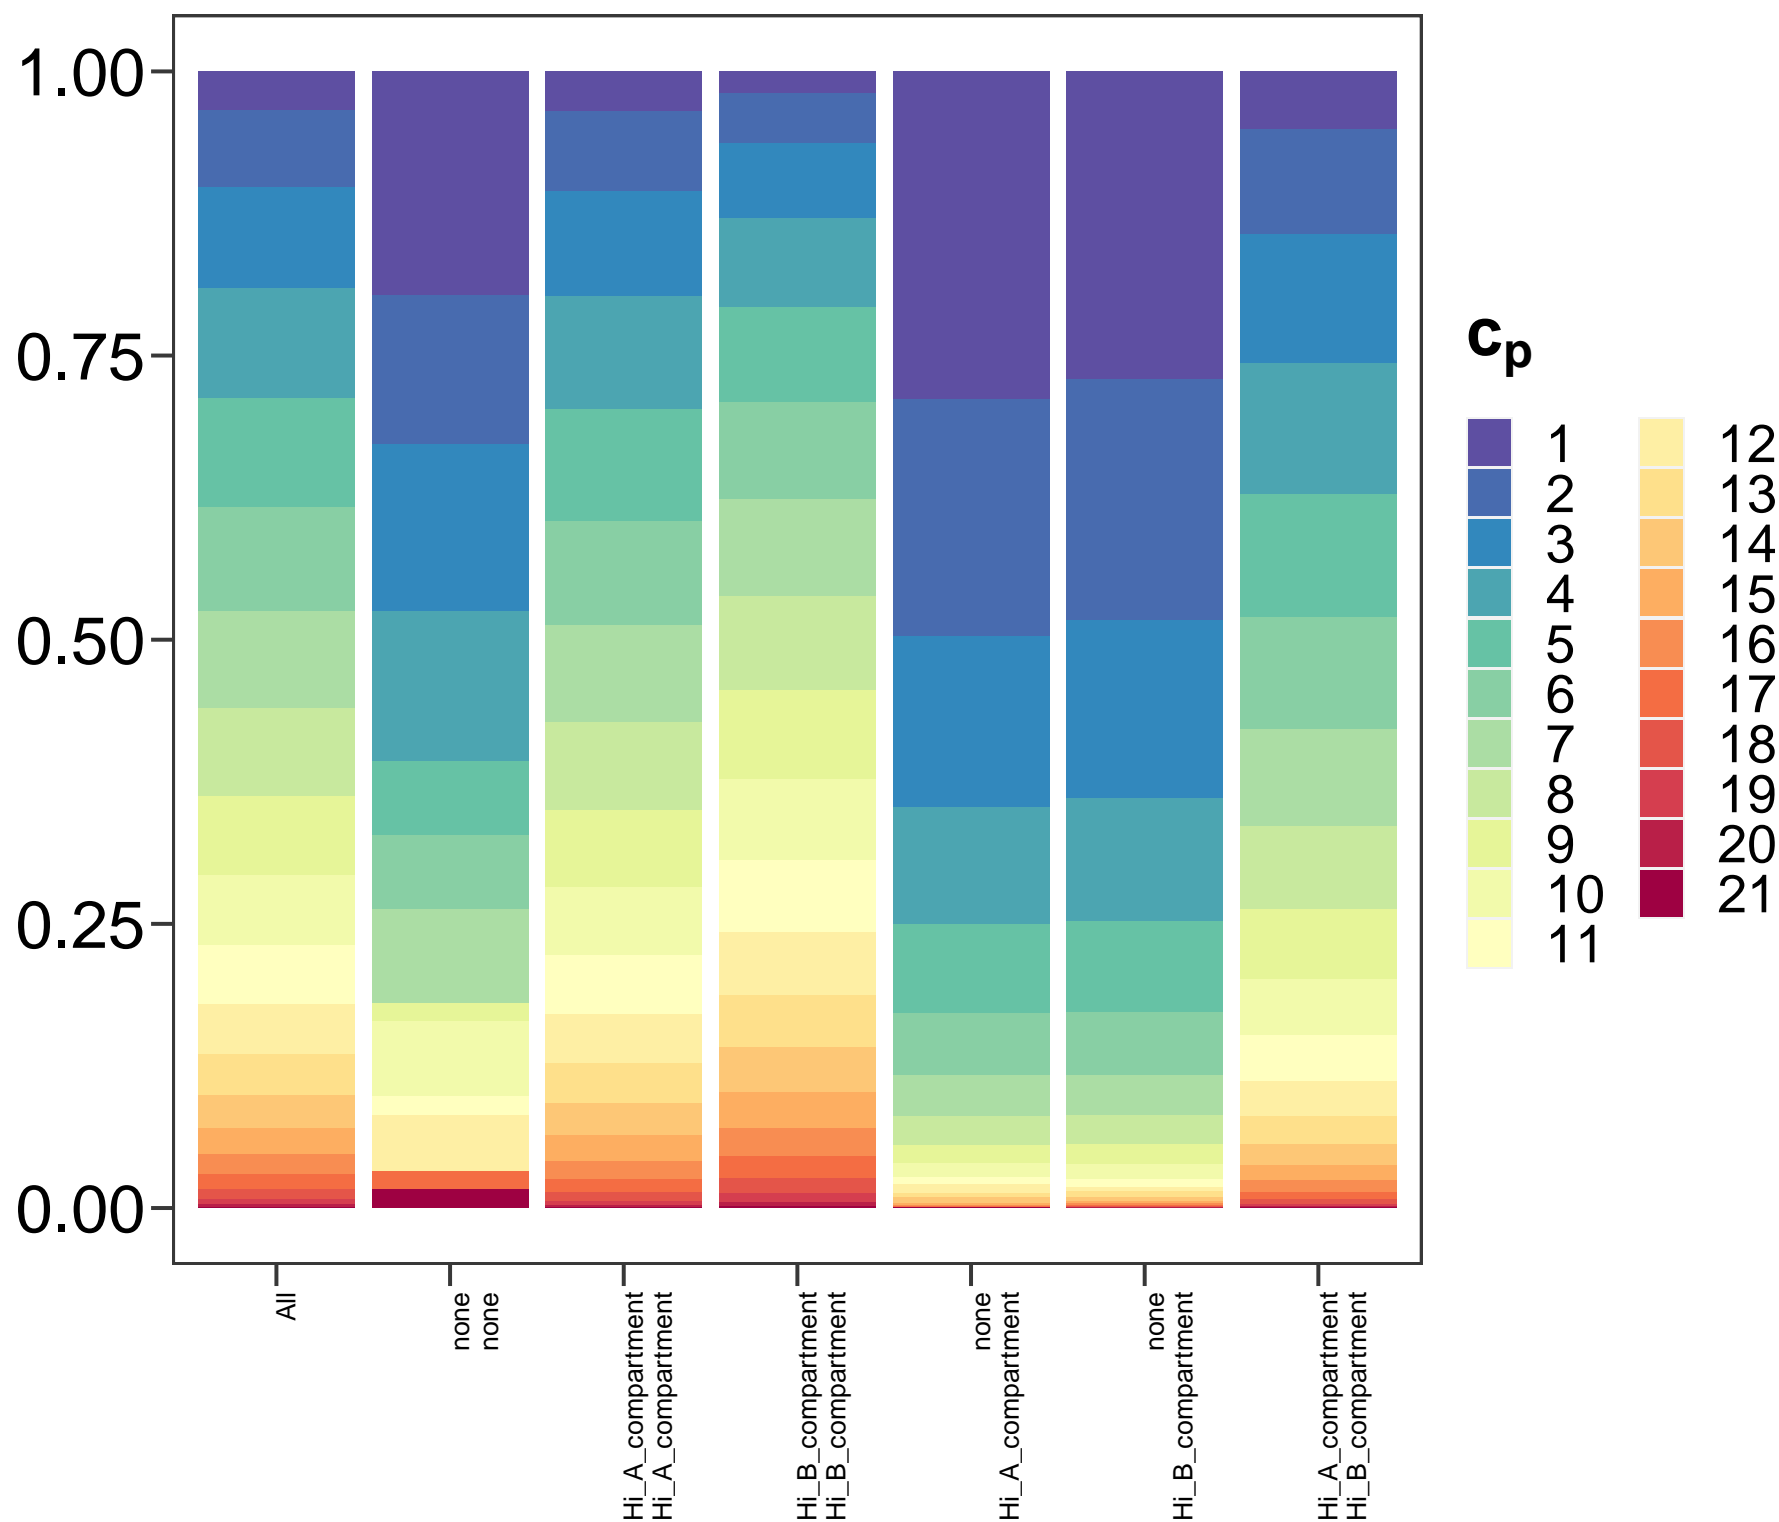 1.00
0.75
0.50
0.25
0.00
All
none
none
Hi_A_compartment
Hi_A_compartment
Hi_B_compartment
Hi_B_compartment
none
Hi_A_compartment
none
Hi_B_compartment
Hi_A_compartment
Hi_B_compartment
cp
1
2
3
4
5
6
7
8
9
10
11
12
13
14
15
16
17
18
19
20
21